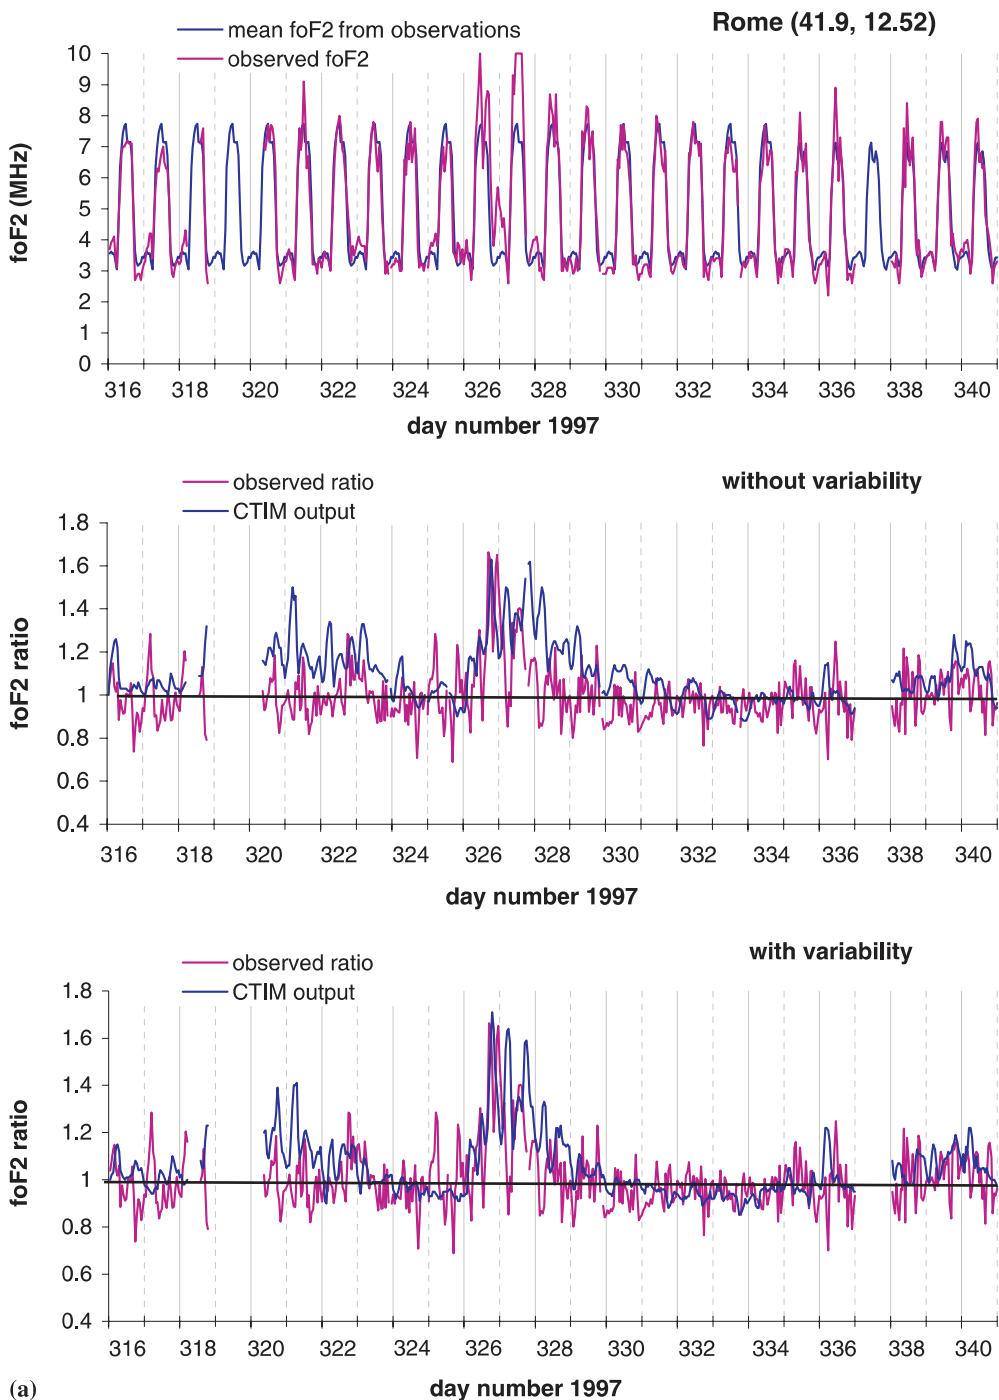 Rome (41.9, 12.52)
mean foF2 from observations
observed foF2
foF2 (MHz)
10
9
8
7
6
5
4
3
2
1
0
316 318 320 322 324 326 328 330 332 334 336 338 340
day number 1997
without variability
observed ratio
CTIM output
foF2 ratio
1.8
1.6
1.4
1.2
1
0.8
0.6
0.4
316 318 320 322 324 326 328 330 332 334 336 338 340
day number 1997
with variability
observed ratio
CTIM output
foF2 ratio
1.8
1.6
1.4
1.2
1
0.8
0.6
0.4
316 318 320 322 324 326 328 330 332 334 336 338 340
day number 1997
(a)